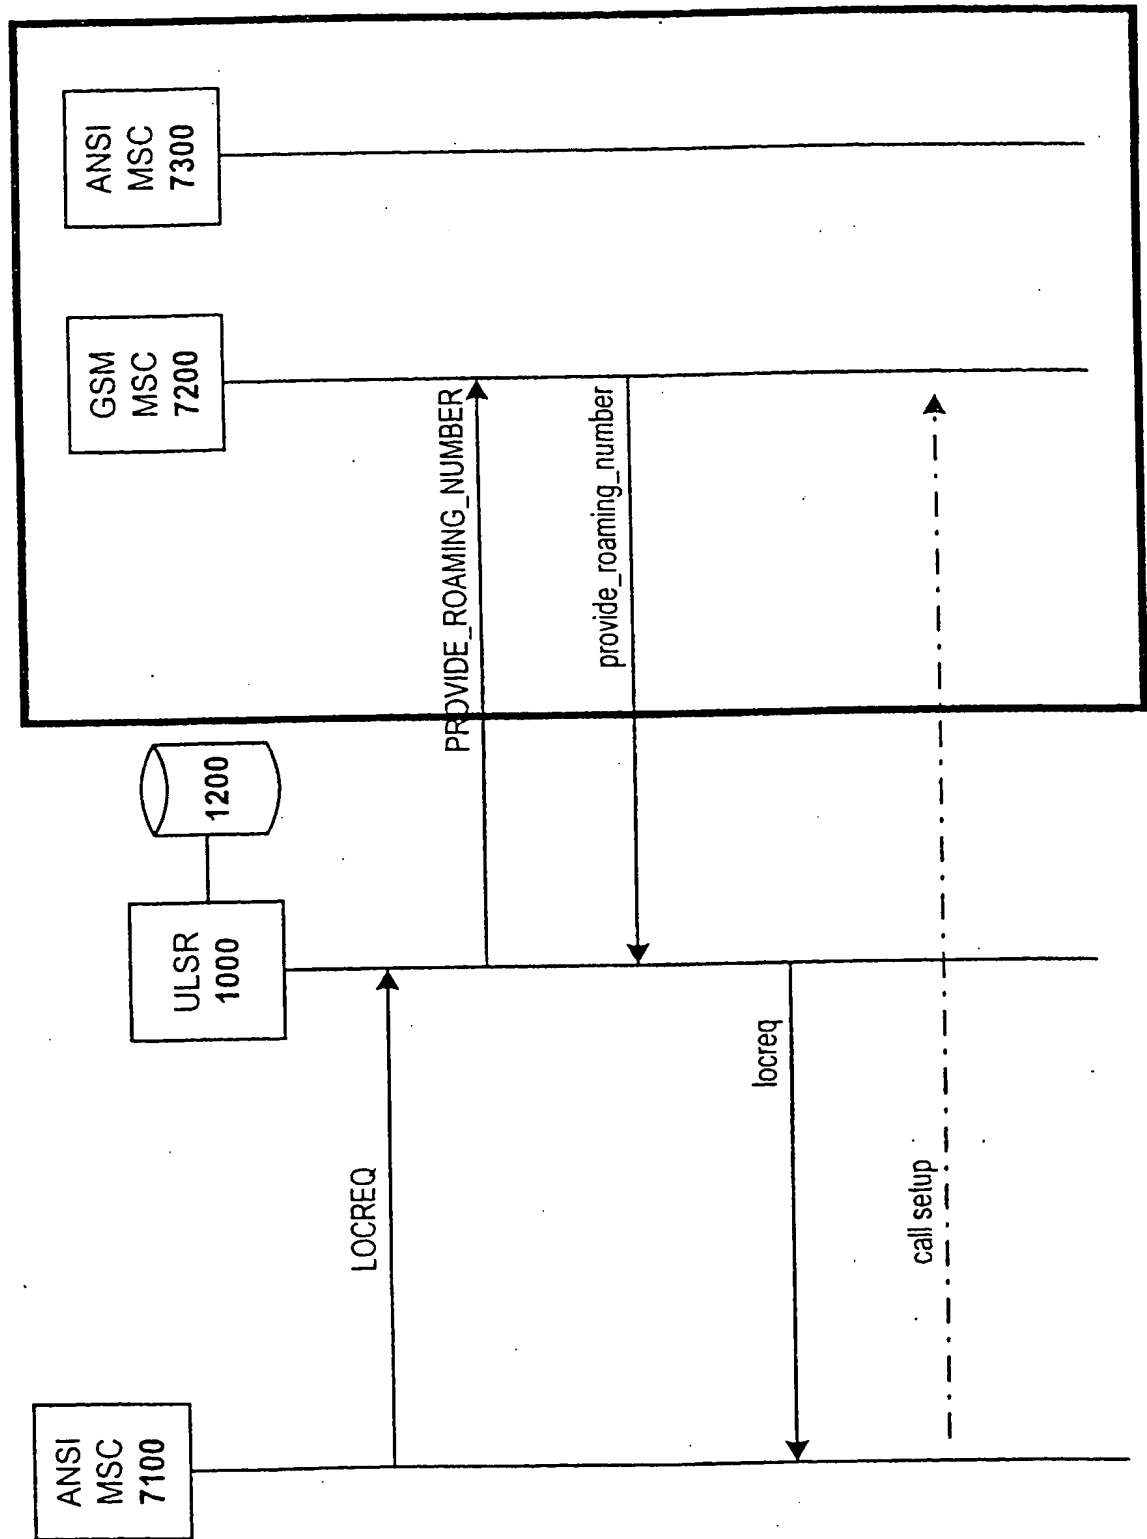 ANSI
MSC
7100
ULSR
1000
1200
GSM
MSC
7200
ANSI
MSC
7300
LOCREQ
PROVIDE_ROAMING_NUMBER
provide_roaming_number
locreq
call setup